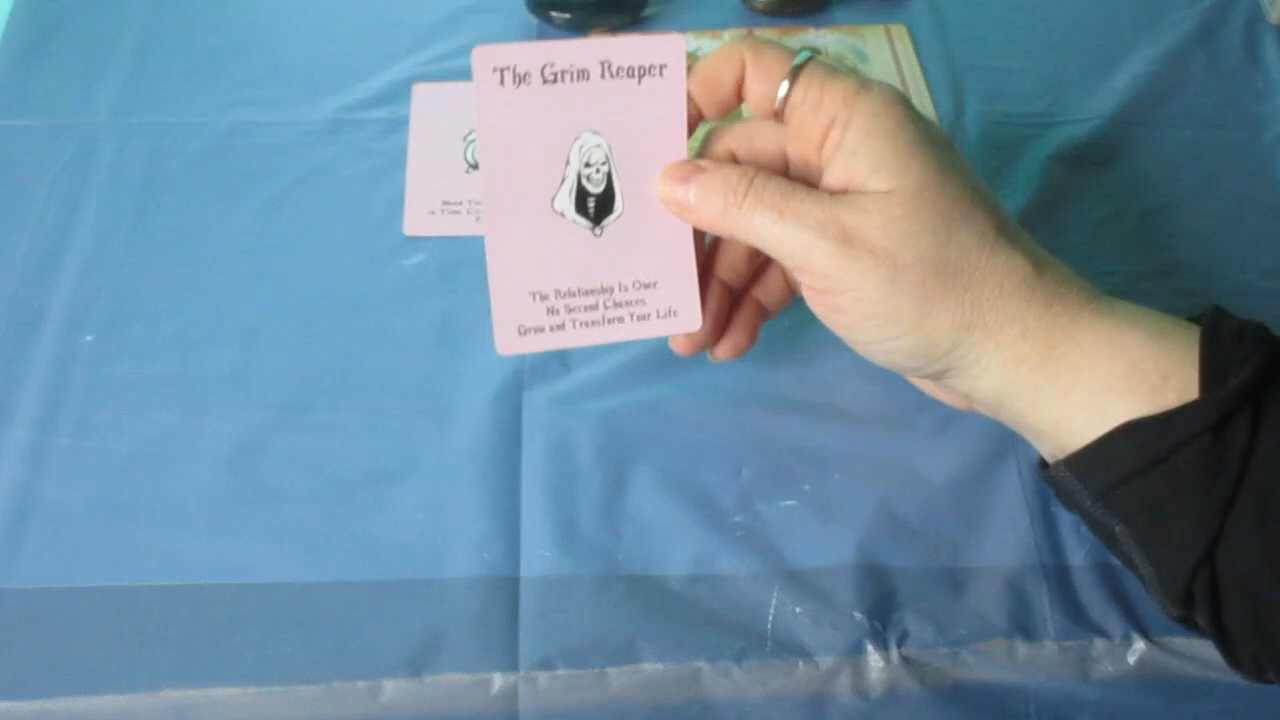 The Grim Reaper
The Relationship Is Over
No Second Chances.
Grow and Transform Your Life